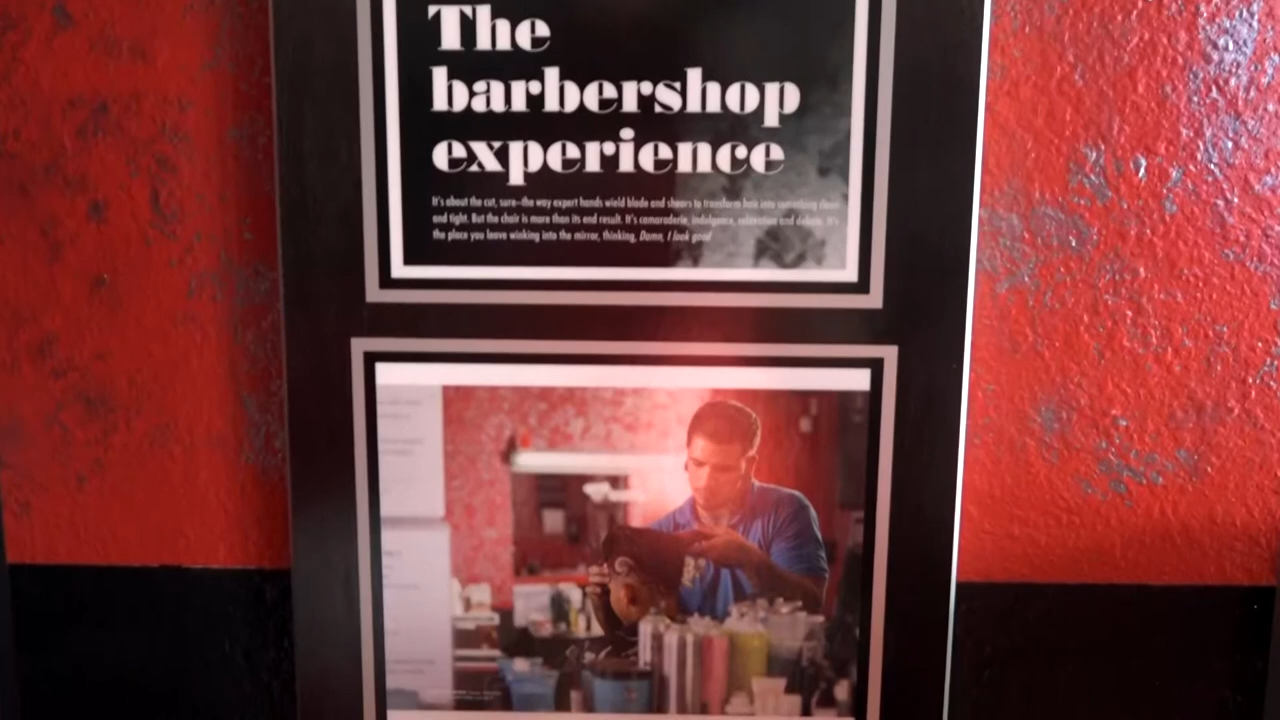 The
barbershop
experience
It's about the cut, sure–the way expert hands wield blade and shears to transform hair into something clean
and tight. But the chair is more than its end result. It's camaraderie, indulgence, relaxation and debate. It's
the place you leave winking into the mirror, thinking, Damn, I look good